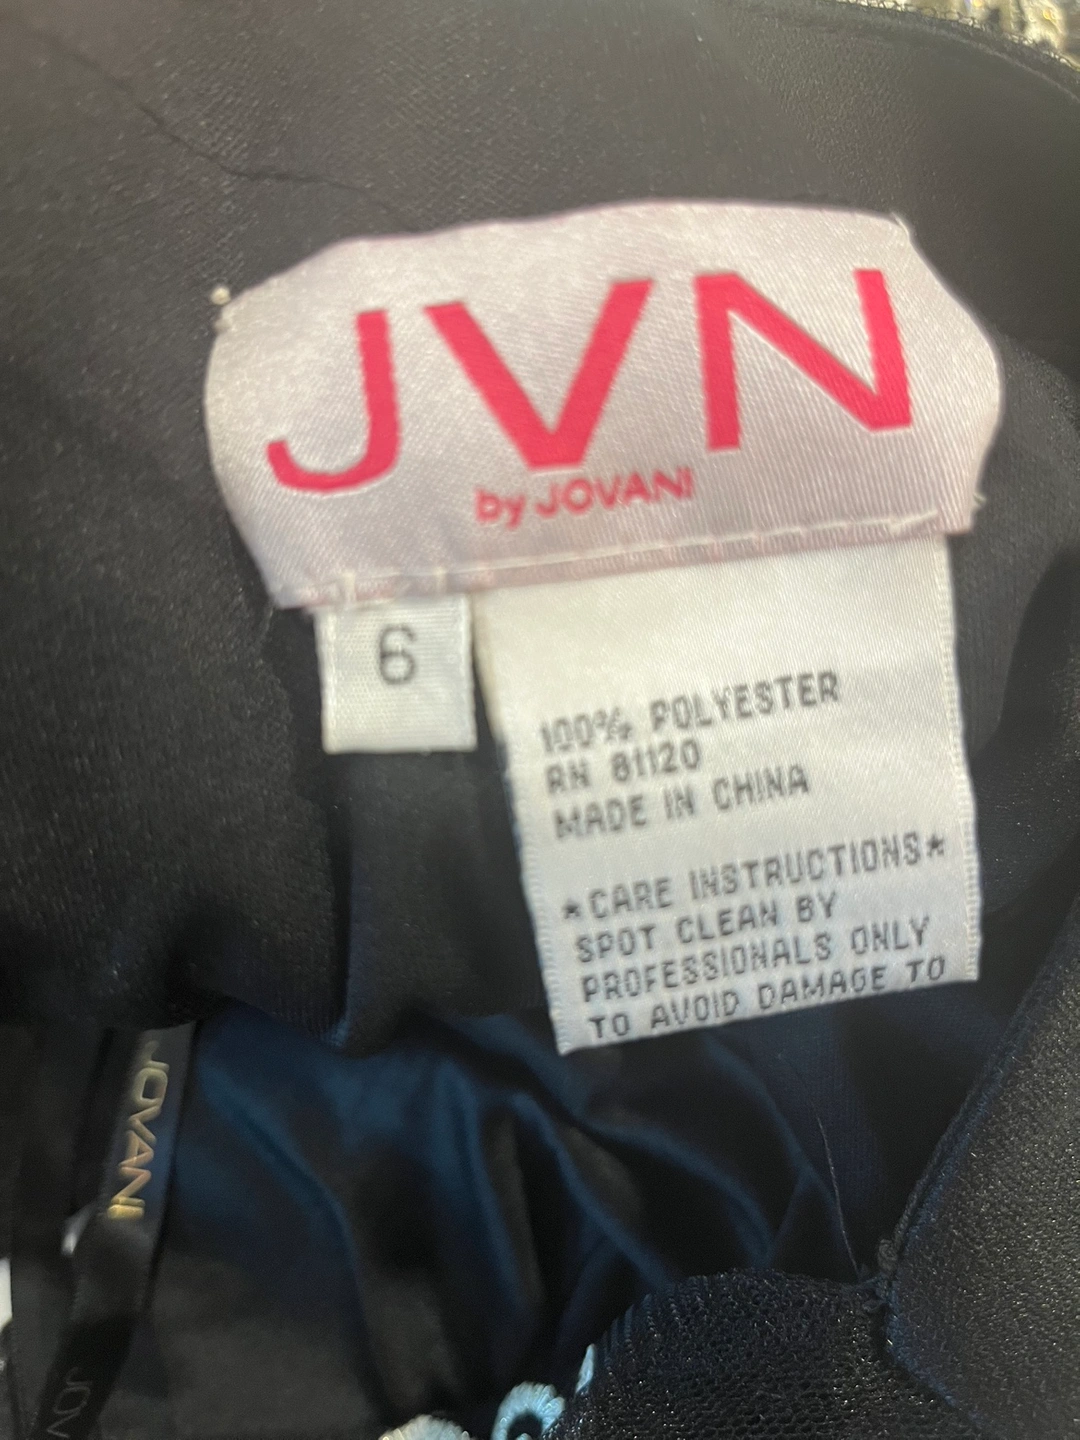 JVN
by JOVANI
6
100% POLYESTER
RN 81120
MADE IN CHINA
*CARE INSTRUCTIONS*
SPOT CLEAN BY
PROFESSIONALS ONLY
TO AVOID DAMAGE TO
JOVANI
JOV